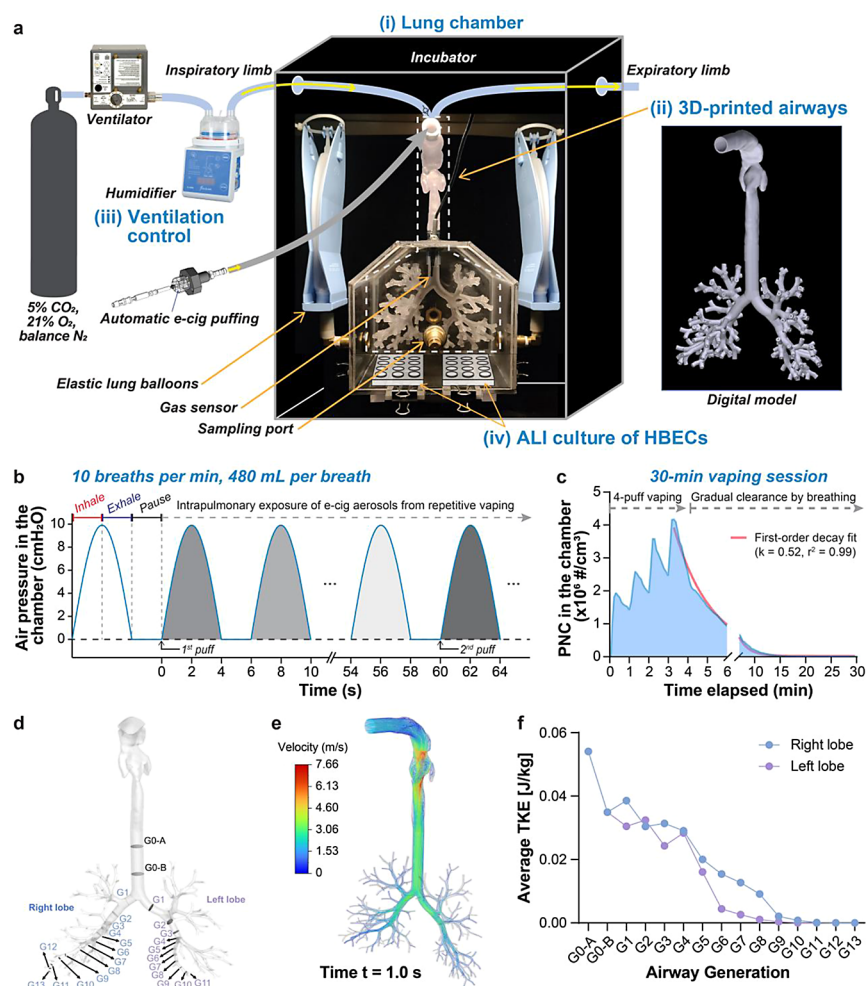 a
(i) Lung chamber
Incubator
Inspiratory limb
Expiratory limb
Ventilator
(ii) 3D-printed airways
Humidifier
(iii) Ventilation
control
5% CO₂,
21% O₂,
balance N₂
Automatic e-cig puffing
Elastic lung balloons
Gas sensor
Sampling port
(iv) ALI culture of HBECs
Digital model
b
10 breaths per min, 480 mL per breath
Inhale
Exhale
Pause
Intrapulmonary exposure of e-cig aerosols from repetitive vaping
Air pressure in the
chamber (cmH₂O)
10
8
6
4
2
0
...
...
1st puff
2nd puff
0 2 4 6 8 10 54 56 58 60 62 64
Time (s)
c
30-min vaping session
4-puff vaping
Gradual clearance by breathing
First-order decay fit
(k = 0.52, r² = 0.99)
PNC in the chamber
(x10⁶ #/cm³)
5
4
3
2
1
0
0 1 2 3 4 5 6 10 15 20 25 30
Time elapsed (min)
d
G0-A
G0-B
G1
G1
Right lobe
Left lobe
G2
G2
G3
G3
G4
G4
G5
G5
G6
G6
G7
G7
G8
G8
G9
G10
G11
G12
G13
G11
G10
G9
e
Velocity (m/s)
7.66
6.00
4.60
3.06
1.53
0
Time t = 1.0 s
f
Right lobe
Left lobe
Average TKE [J/kg]
0.06
0.04
0.02
0.00
G0-A G0-B G1 G2 G3 G4 G5 G6 G7 G8 G9 G10 G11 G12 G13
Airway Generation